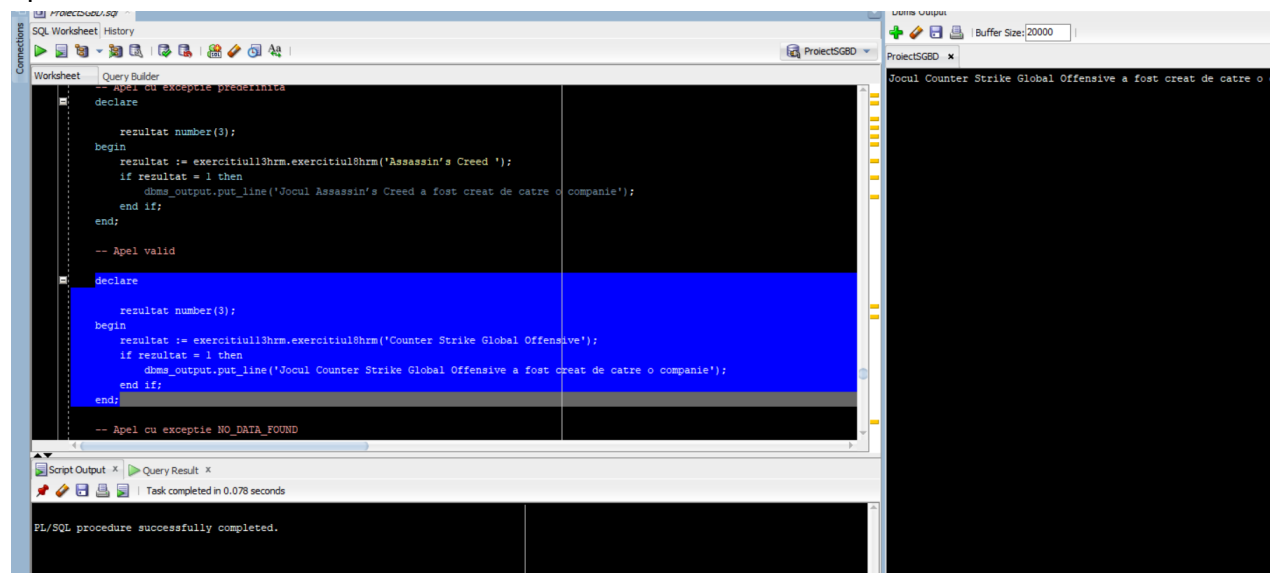 ProiectSGBD.sql
SQL Worksheet History
ProiectSGBD
Worksheet Query Builder
-- Apel cu exceptie predefinita
declare
rezultat number(3);
begin
rezultat := exercitiul13hrm.exercitiul8hrm('Assassin's Creed ');
if rezultat = 1 then
dbms_output.put_line('Jocul Assassin's Creed a fost creat de catre o companie');
end if;
end;
-- Apel valid
declare
rezultat number(3);
begin
rezultat := exercitiul13hrm.exercitiul8hrm('Counter Strike Global Offensive');
if rezultat = 1 then
dbms_output.put_line('Jocul Counter Strike Global Offensive a fost creat de catre o companie');
end if;
end;
-- Apel cu exceptie NO_DATA_FOUND
Script Output x Query Result x
Task completed in 0.078 seconds
PL/SQL procedure successfully completed.
Connections
Dbms Output
Buffer Size: 20000
ProiectSGBD x
Jocul Counter Strike Global Offensive a fost creat de catre o